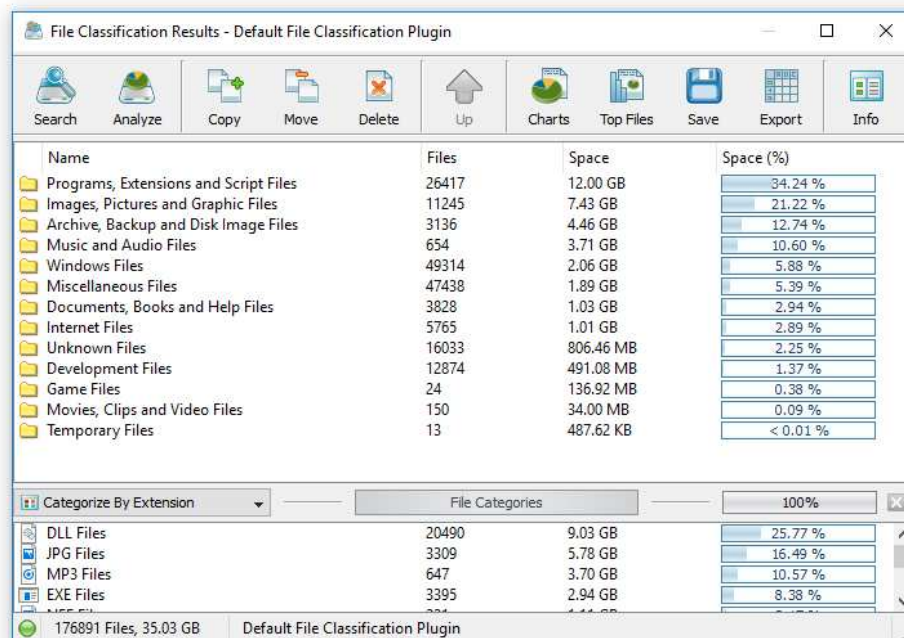 File Classification Results - Default File Classification Plugin
Search Analyze Copy Move Delete Up Charts Top Files Save Export Info
Name Files Space Space (%)
Programs, Extensions and Script Files 26417 12.00 GB 34.24 %
Images, Pictures and Graphic Files 11245 7.43 GB 21.22 %
Archive, Backup and Disk Image Files 3136 4.46 GB 12.74 %
Music and Audio Files 654 3.71 GB 10.60 %
Windows Files 49314 2.06 GB 5.88 %
Miscellaneous Files 47438 1.89 GB 5.39 %
Documents, Books and Help Files 3828 1.03 GB 2.94 %
Internet Files 5765 1.01 GB 2.89 %
Unknown Files 16033 806.46 MB 2.25 %
Development Files 12874 491.08 MB 1.37 %
Game Files 24 136.92 MB 0.38 %
Movies, Clips and Video Files 150 34.00 MB 0.09 %
Temporary Files 13 487.62 KB < 0.01 %
Categorize By Extension File Categories 100%
DLL Files 20490 9.03 GB 25.77 %
JPG Files 3309 5.78 GB 16.49 %
MP3 Files 647 3.70 GB 10.57 %
EXE Files 3395 2.94 GB 8.38 %
176891 Files, 35.03 GB Default File Classification Plugin